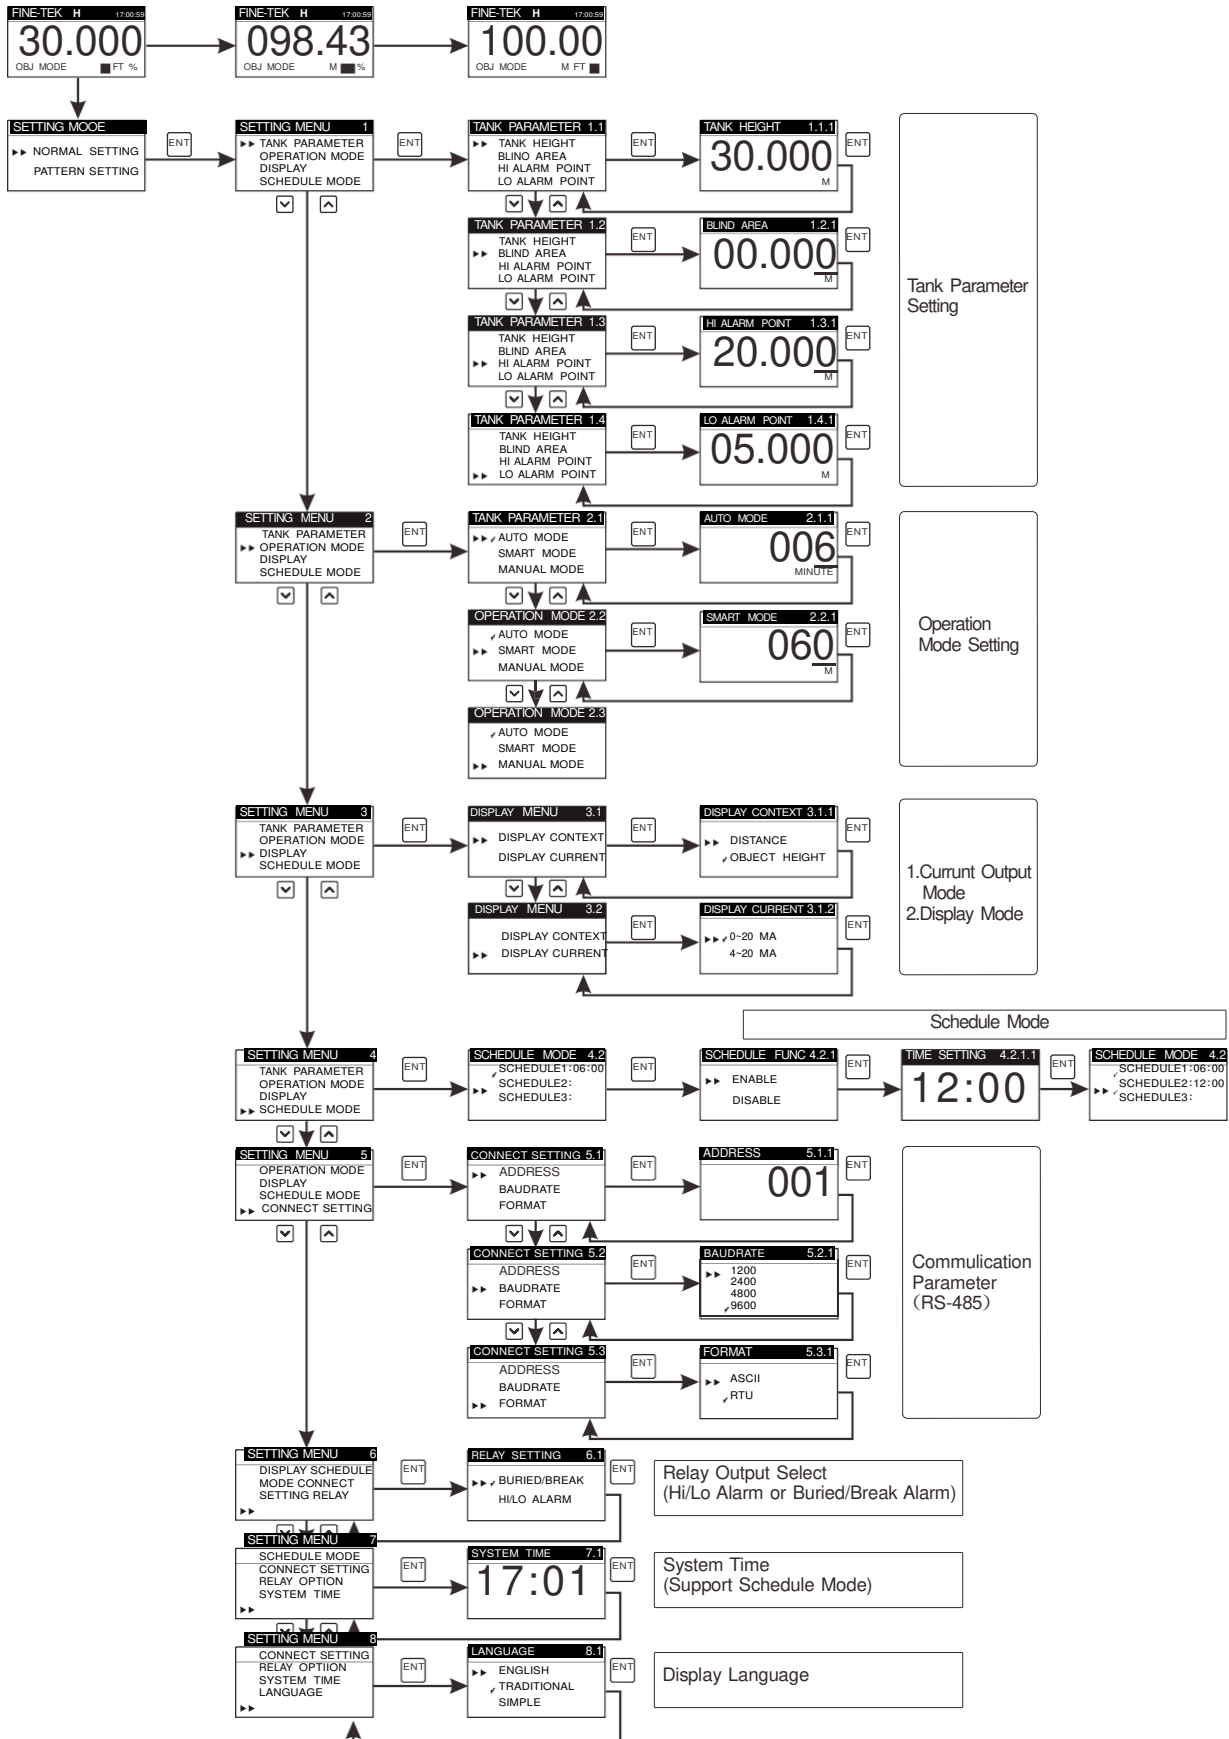 FINE-TEK H 17:00:59
30.000
OBJ MODE FT %
FINE-TEK H 17:00:59
098.43
OBJ MODE M %
FINE-TEK H 17:00:59
100.00
OBJ MODE M FT
SETTING MOOE
NORMAL SETTING
PATTERN SETTING
ENT
SETTING MENU 1
TANK PARAMETER
OPERATION MODE
DISPLAY
SCHEDULE MODE
ENT
TANK PARAMETER 1.1
TANK HEIGHT
BLINO AREA
HI ALARM POINT
LO ALARM POINT
ENT
TANK HEIGHT 1.1.1
30.000
M
ENT
TANK PARAMETER 1.2
TANK HEIGHT
BLIND AREA
HI ALARM POINT
LO ALARM POINT
ENT
BLIND AREA 1.2.1
00.000
M
ENT
TANK PARAMETER 1.3
TANK HEIGHT
BLIND AREA
HI ALARM POINT
LO ALARM POINT
ENT
HI ALARM POINT 1.3.1
20.000
M
ENT
TANK PARAMETER 1.4
TANK HEIGHT
BLIND AREA
HI ALARM POINT
LO ALARM POINT
ENT
LO ALARM POINT 1.4.1
05.000
M
ENT
Tank Parameter
Setting
SETTING MENU 2
TANK PARAMETER
OPERATION MODE
DISPLAY
SCHEDULE MODE
ENT
TANK PARAMETER 2.1
AUTO MODE
SMART MODE
MANUAL MODE
ENT
AUTO MODE 2.1.1
006
MINUTE
ENT
OPERATION MODE 2.2
AUTO MODE
SMART MODE
MANUAL MODE
ENT
SMART MODE 2.2.1
060
M
ENT
OPERATION MODE 2.3
AUTO MODE
SMART MODE
MANUAL MODE
Operation
Mode Setting
SETTING MENU 3
TANK PARAMETER
OPERATION MODE
DISPLAY
SCHEDULE MODE
ENT
DISPLAY MENU 3.1
DISPLAY CONTEXT
DISPLAY CURRENT
ENT
DISPLAY CONTEXT 3.1.1
DISTANCE
OBJECT HEIGHT
ENT
DISPLAY MENU 3.2
DISPLAY CONTEXT
DISPLAY CURRENT
ENT
DISPLAY CURRENT 3.1.2
0~20 MA
4~20 MA
ENT
1.Currunt Output
Mode
2.Display Mode
Schedule Mode
SETTING MENU 4
TANK PARAMETER
OPERATION MODE
DISPLAY
SCHEDULE MODE
ENT
SCHEDULE MODE 4.2
SCHEDULE1:06:00
SCHEDULE2:
SCHEDULE3:
ENT
SCHEDULE FUNC 4.2.1
ENABLE
DISABLE
ENT
TIME SETTING 4.2.1.1
12:00
ENT
SCHEDULE MODE 4.2
SCHEDULE1:06:00
SCHEDULE2:12:00
SCHEDULE3:
SETTING MENU 5
OPERATION MODE
DISPLAY
SCHEDULE MODE
CONNECT SETTING
ENT
CONNECT SETTING 5.1
ADDRESS
BAUDRATE
FORMAT
ENT
ADDRESS 5.1.1
001
ENT
CONNECT SETTING 5.2
ADDRESS
BAUDRATE
FORMAT
ENT
BAUDRATE 5.2.1
1200
2400
4800
9600
ENT
CONNECT SETTING 5.3
ADDRESS
BAUDRATE
FORMAT
ENT
FORMAT 5.3.1
ASCII
RTU
ENT
Commulication
Parameter
(RS-485)
SETTING MENU 6
DISPLAY SCHEDULE
MODE CONNECT
SETTING RELAY
ENT
RELAY SETTING 6.1
BURIED/BREAK
HI/LO ALARM
ENT
Relay Output Select
(Hi/Lo Alarm or Buried/Break Alarm)
SETTING MENU 7
SCHEDULE MODE
CONNECT SETTING
RELAY OPTION
SYSTEM TIME
ENT
SYSTEM TIME 7.1
17:01
ENT
System Time
(Support Schedule Mode)
SETTING MENU 8
CONNECT SETTING
RELAY OPTIION
SYSTEM TIME
LANGUAGE
ENT
LANGUAGE 8.1
ENGLISH
TRADITIONAL
SIMPLE
ENT
Display Language